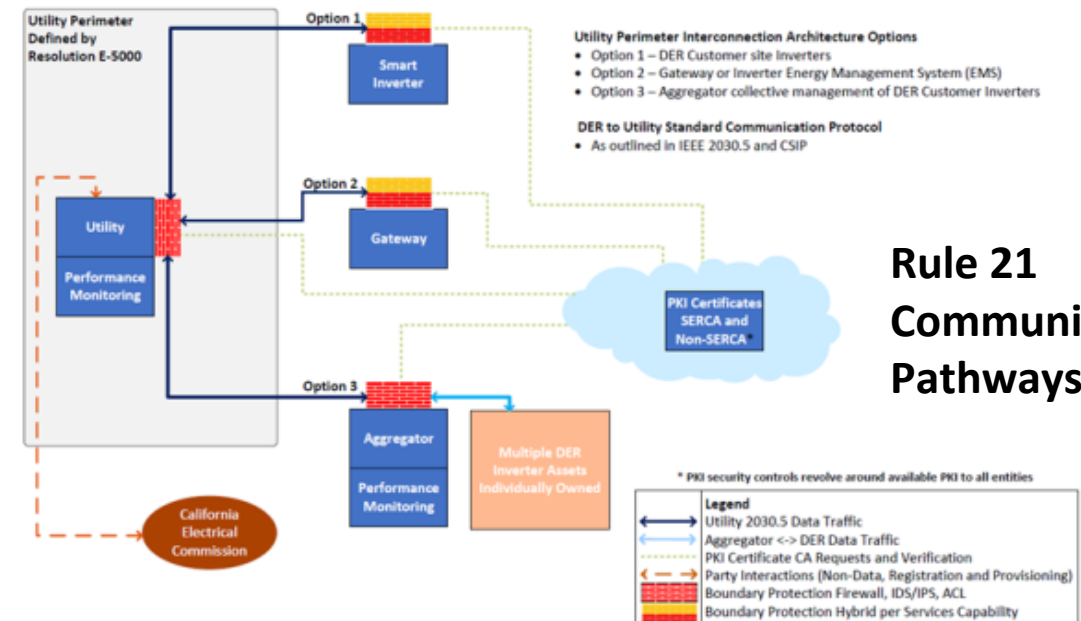 Utility Perimeter
Defined by
Resolution E-5000
Option 1
Smart
Inverter
Utility Perimeter Interconnection Architecture Options
• Option 1 – DER Customer site Inverters
• Option 2 – Gateway or Inverter Energy Management System (EMS)
• Option 3 – Aggregator collective management of DER Customer Inverters
DER to Utility Standard Communication Protocol
• As outlined in IEEE 2030.5 and CSIP
Option 2
Gateway
Utility
Performance
Monitoring
PKI Certificates
SERCA and
Non-SERCA*
Rule 21
Communi
Pathways
Option 3
Aggregator
Performance
Monitoring
Multiple DER
Inverter Assets
Individually Owned
California
Electrical
Commission
* PKI security controls revolve around available PKI to all entities
Legend
Utility 2030.5 Data Traffic
Aggregator <-> DER Data Traffic
PKI Certificate CA Requests and Verification
Party Interactions (Non-Data, Registration and Provisioning)
Boundary Protection Firewall, IDS/IPS, ACL
Boundary Protection Hybrid per Services Capability